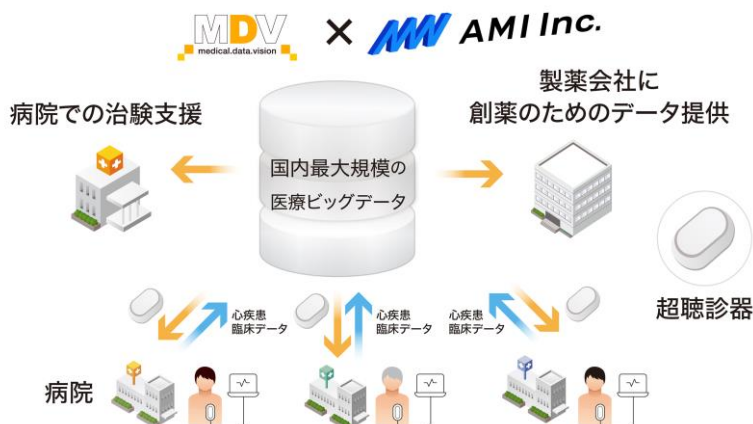 MDV
medical.data.vision
×
AMI Inc.
病院での治験支援
国内最大規模の
医療ビッグデータ
製薬会社に
創薬のためのデータ提供
超聴診器
心疾患
臨床データ
心疾患
臨床データ
心疾患
臨床データ
病院